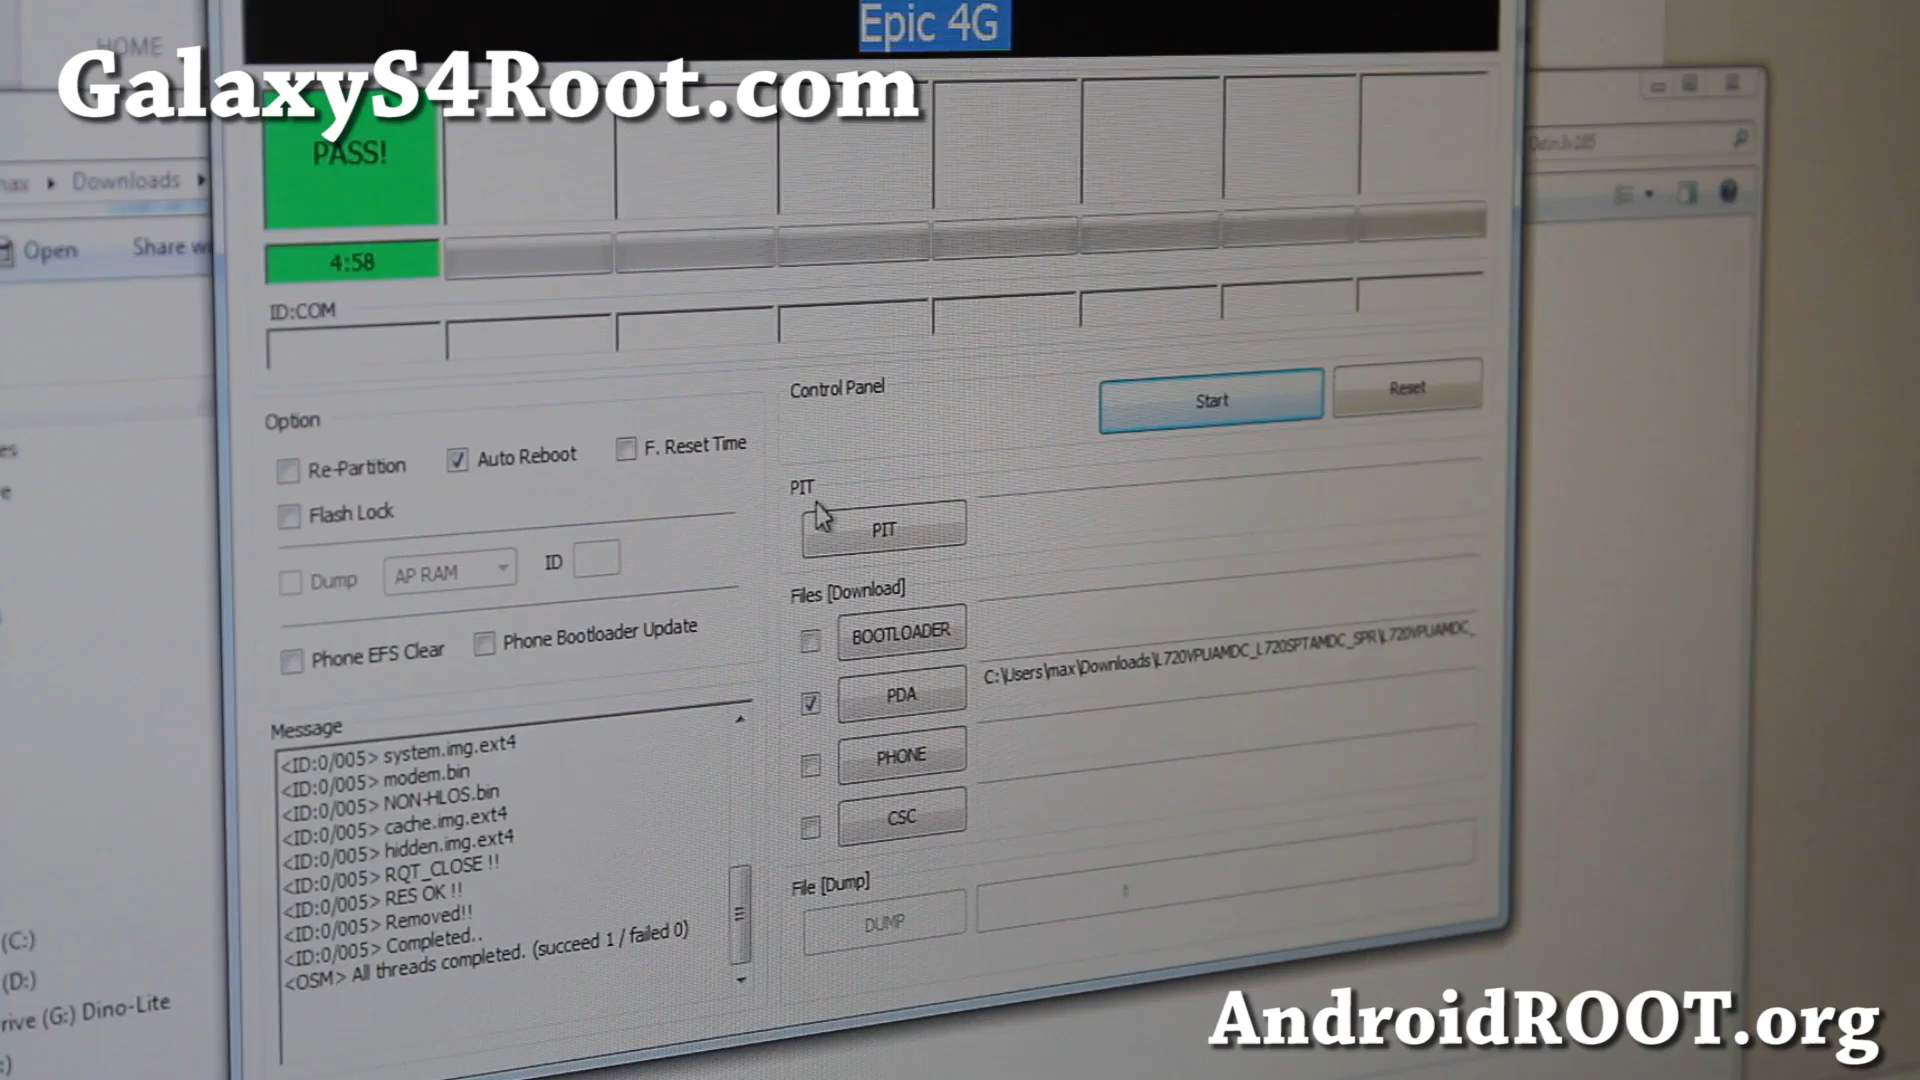 Epic 4G
HOME
GalaxyS4Root.com
PASS!
Downloads
Open
Share w
4:58
ID:COM
Control Panel
Start
Reset
Option
Re-Partition
Auto Reboot
F. Reset Time
Flash Lock
PIT
PIT
Dump
AP RAM
ID
Files [Download]
Phone EFS Clear
Phone Bootloader Update
BOOTLOADER
PDA
C:\Users\max\Downloads\L720VPUAMDC_L720SPTAMDC_SPR\L720VPUAMDC_
PHONE
CSC
Message
<ID:0/005> system.img.ext4
<ID:0/005> modem.bin
<ID:0/005> NON-HLOS.bin
<ID:0/005> cache.img.ext4
<ID:0/005> hidden.img.ext4
<ID:0/005> RQT_CLOSE !!
<ID:0/005> RES OK !!
<ID:0/005> Removed!!
<ID:0/005> Completed..
<OSM> All threads completed. (succeed 1 / failed 0)
File [Dump]
DUMP
(C:)
(D:)
rive (G:) Dino-Lite
AndroidROOT.org